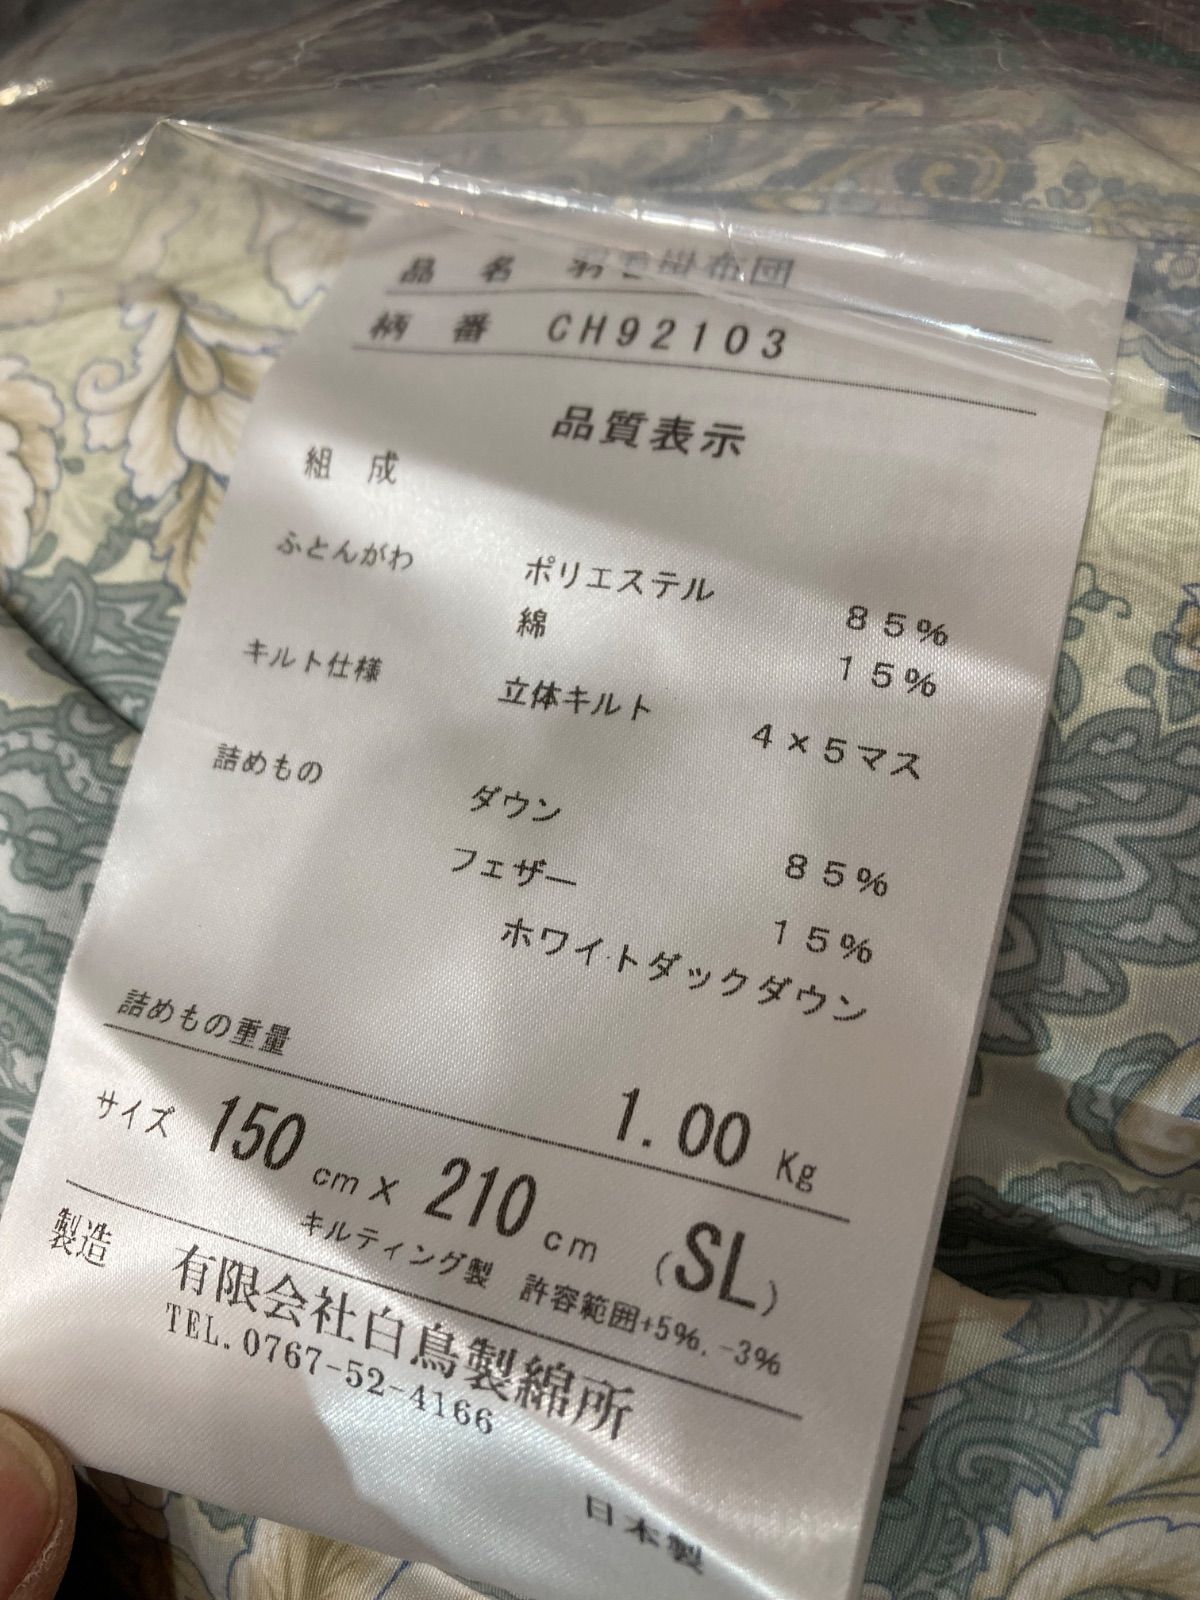 品名 羽毛掛布団
柄番 CH92103
品質表示
組成
ふとんがわ ポリエステル 85%
綿 15%
キルト仕様 立体キルト 4×5マス
詰めもの ダウン 85%
フェザー 15%
ホワイトダックダウン
詰めもの重量 1.00 Kg
サイズ 150 cm x 210 cm (SL)
キルティング製 許容範囲+5%,-3%
製造 有限会社白鳥製綿所
TEL.0767-52-4166
日本製